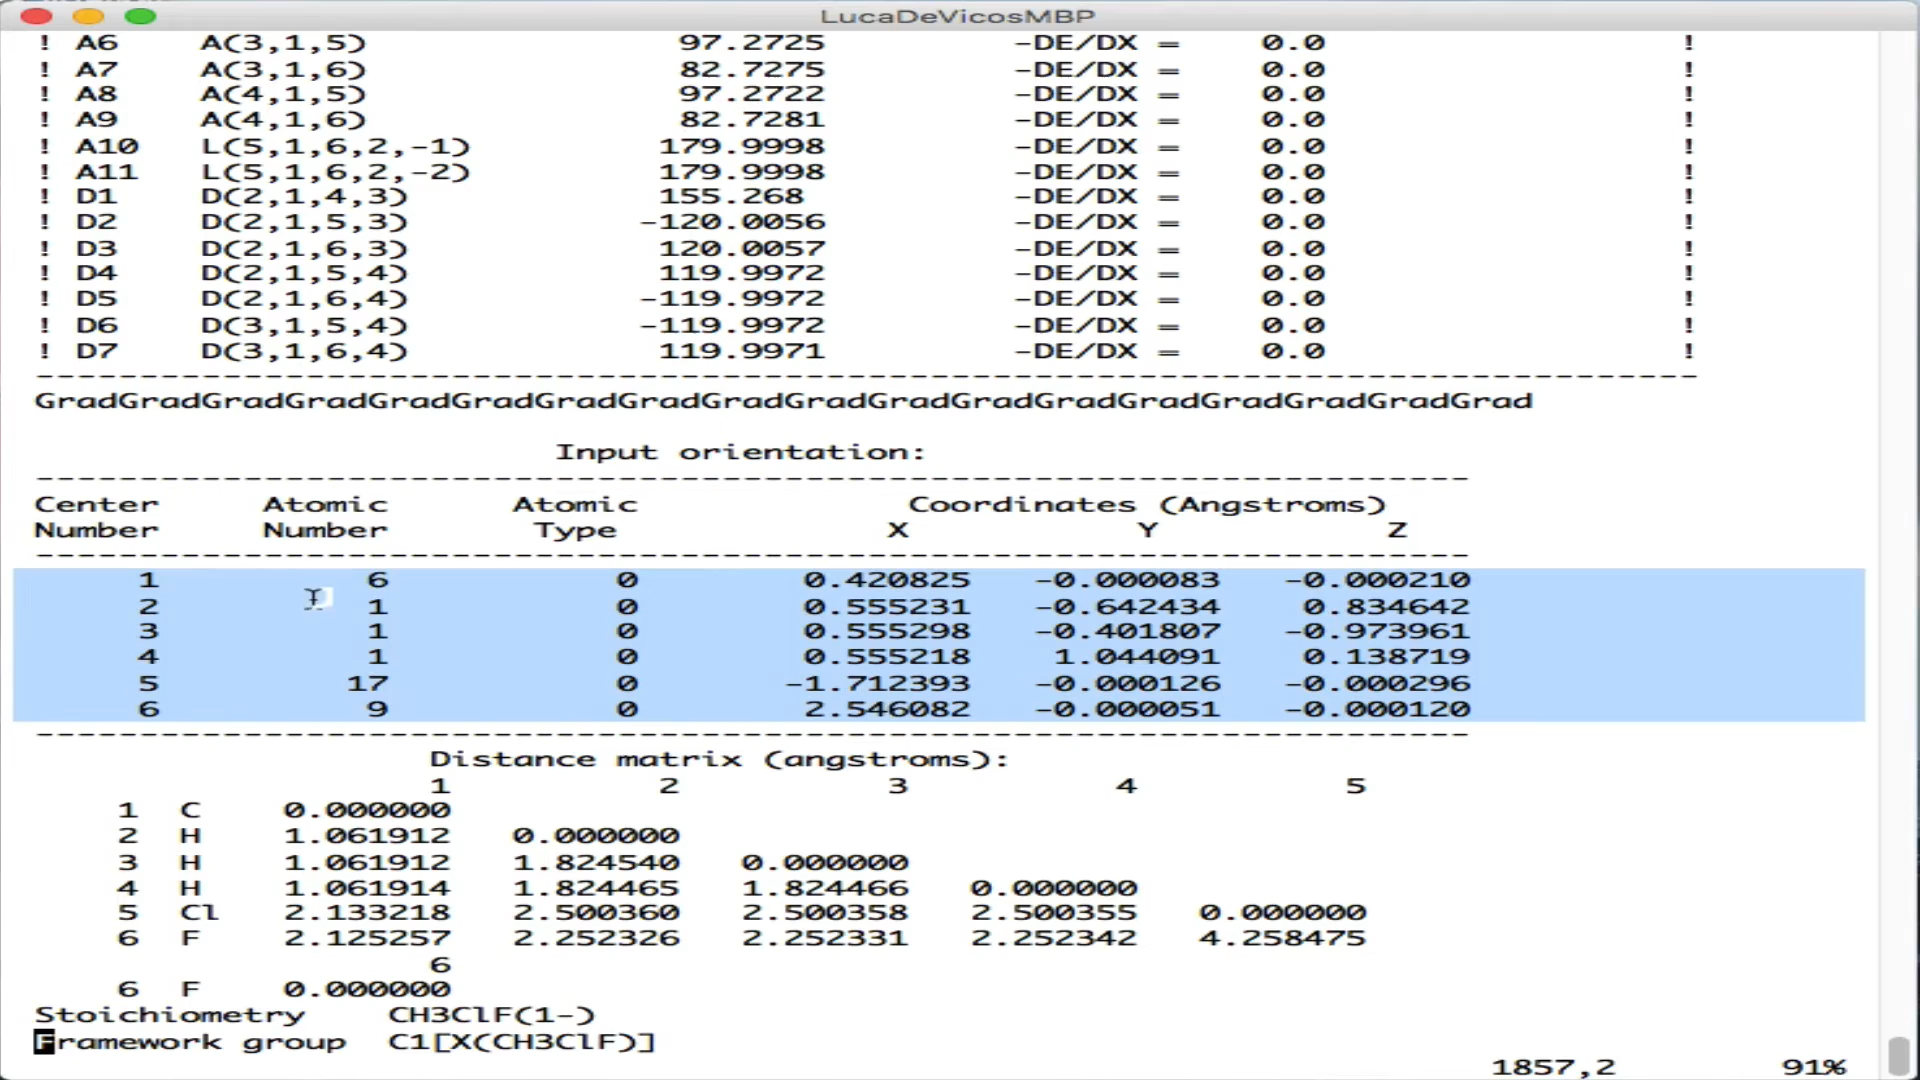 LucaDeVicosMBP
! A6 A(3,1,5) 97.2725 -DE/DX = 0.0 !
! A7 A(3,1,6) 82.7275 -DE/DX = 0.0 !
! A8 A(4,1,5) 97.2722 -DE/DX = 0.0 !
! A9 A(4,1,6) 82.7281 -DE/DX = 0.0 !
! A10 L(5,1,6,2,-1) 179.9998 -DE/DX = 0.0 !
! A11 L(5,1,6,2,-2) 179.9998 -DE/DX = 0.0 !
! D1 D(2,1,4,3) 155.268 -DE/DX = 0.0 !
! D2 D(2,1,5,3) -120.0056 -DE/DX = 0.0 !
! D3 D(2,1,6,3) 120.0057 -DE/DX = 0.0 !
! D4 D(2,1,5,4) 119.9972 -DE/DX = 0.0 !
! D5 D(2,1,6,4) -119.9972 -DE/DX = 0.0 !
! D6 D(3,1,5,4) -119.9972 -DE/DX = 0.0 !
! D7 D(3,1,6,4) 119.9971 -DE/DX = 0.0 !
--------------------------------------------------------------------------------
GradGradGradGradGradGradGradGradGradGradGradGradGradGradGradGradGradGrad
Input orientation:
---------------------------------------------------------------------
Center Atomic Atomic Coordinates (Angstroms)
Number Number Type X Y Z
---------------------------------------------------------------------
1 6 0 0.420825 -0.000083 -0.000210
2 1 0 0.555231 -0.642434 0.834642
3 1 0 0.555298 -0.401807 -0.973961
4 1 0 0.555218 1.044091 0.138719
5 17 0 -1.712393 -0.000126 -0.000296
6 9 0 2.546082 -0.000051 -0.000120
---------------------------------------------------------------------
Distance matrix (angstroms):
1 2 3 4 5
1 C 0.000000
2 H 1.061912 0.000000
3 H 1.061912 1.824540 0.000000
4 H 1.061914 1.824465 1.824466 0.000000
5 Cl 2.133218 2.500360 2.500358 2.500355 0.000000
6 F 2.125257 2.252326 2.252331 2.252342 4.258475
6
6 F 0.000000
Stoichiometry CH3ClF(1-)
Framework group C1[X(CH3ClF)]
1857,2 91%